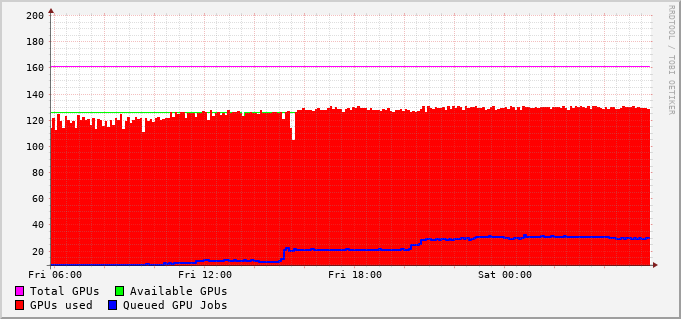 200
180
160
140
120
100
80
60
40
20
Fri 06:00 Fri 12:00 Fri 18:00 Sat 00:00
Total GPUs Available GPUs
GPUs used Queued GPU Jobs
RRDTOOL / TOBI OETIKER